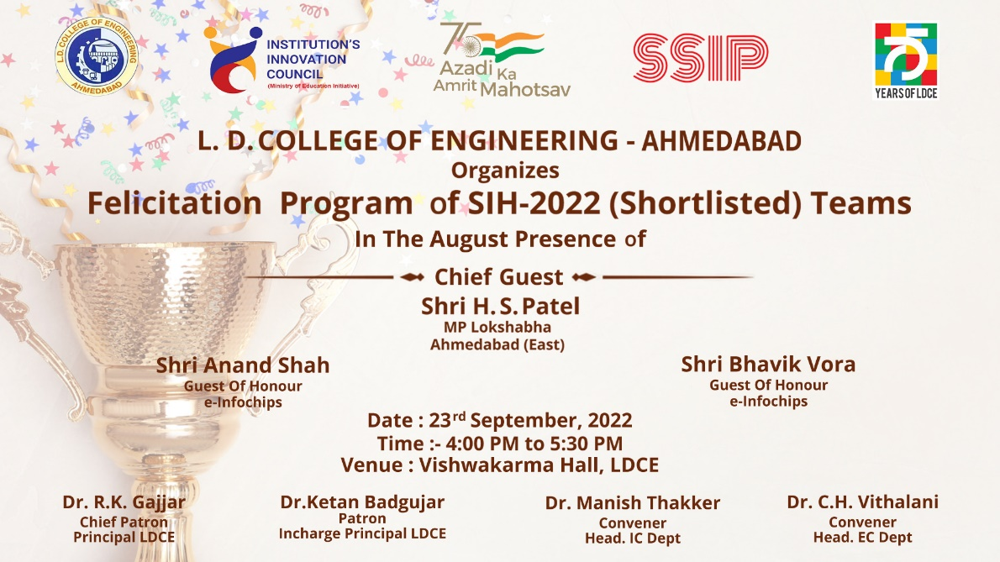 L.D. COLLEGE OF ENGINEERING
AHMEDABAD
INSTITUTION'S
INNOVATION
COUNCIL
(Ministry of Education Initiative)
75
Azadi Ka
Amrit Mahotsav
SSIP
75
YEARS OF LDCE
L. D. COLLEGE OF ENGINEERING - AHMEDABAD
Organizes
Felicitation Program of SIH-2022 (Shortlisted) Teams
In The August Presence of
Chief Guest
Shri H. S. Patel
MP Lokshabha
Ahmedabad (East)
Shri Anand Shah
Guest Of Honour
e-Infochips
Shri Bhavik Vora
Guest Of Honour
e-Infochips
Date : 23rd September, 2022
Time :- 4:00 PM to 5:30 PM
Venue : Vishwakarma Hall, LDCE
Dr. R.K. Gajjar
Chief Patron
Principal LDCE
Dr.Ketan Badgujar
Patron
Incharge Principal LDCE
Dr. Manish Thakker
Convener
Head. IC Dept
Dr. C.H. Vithalani
Convener
Head. EC Dept